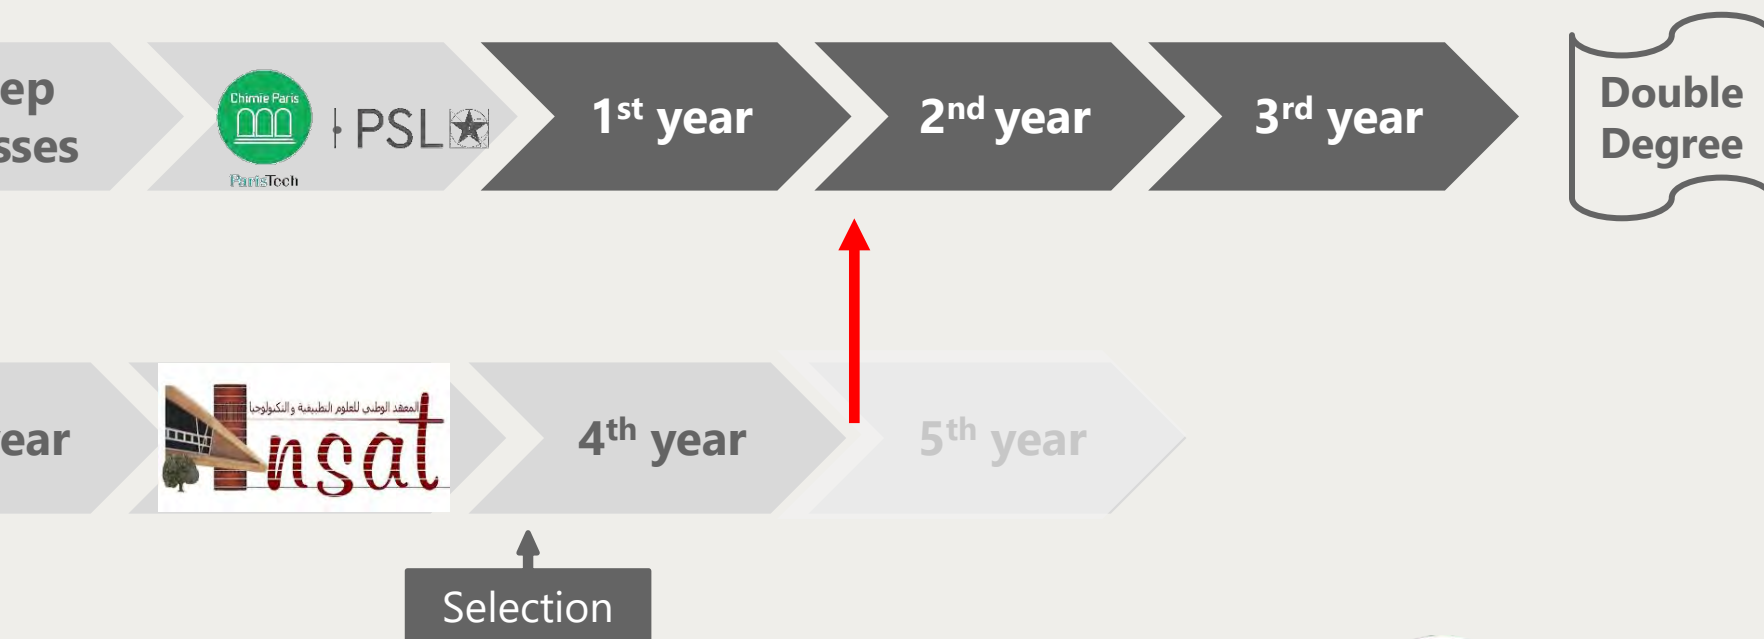 ep
sses
Chimie Paris
ParisTech
PSL
1st year
2nd year
3rd year
Double
Degree
ear
المعهد الوطني للعلوم التطبيقية و التكنولوجيا
Insat
4th year
5th year
Selection